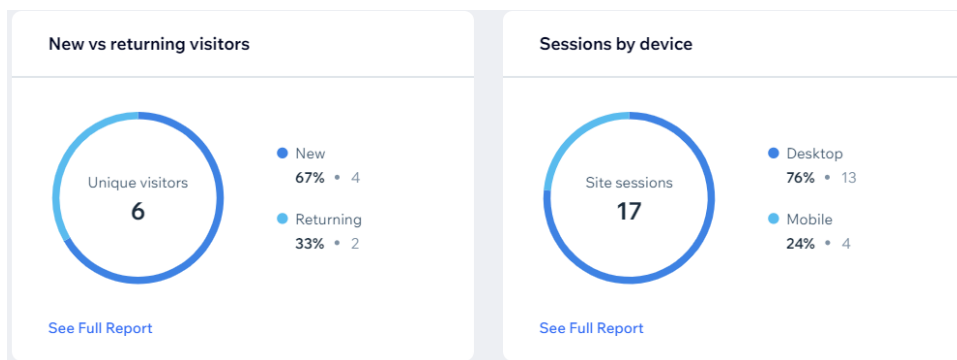 New vs returning visitors
Unique visitors
6
New
67% • 4
Returning
33% • 2
See Full Report
Sessions by device
Site sessions
17
Desktop
76% • 13
Mobile
24% • 4
See Full Report